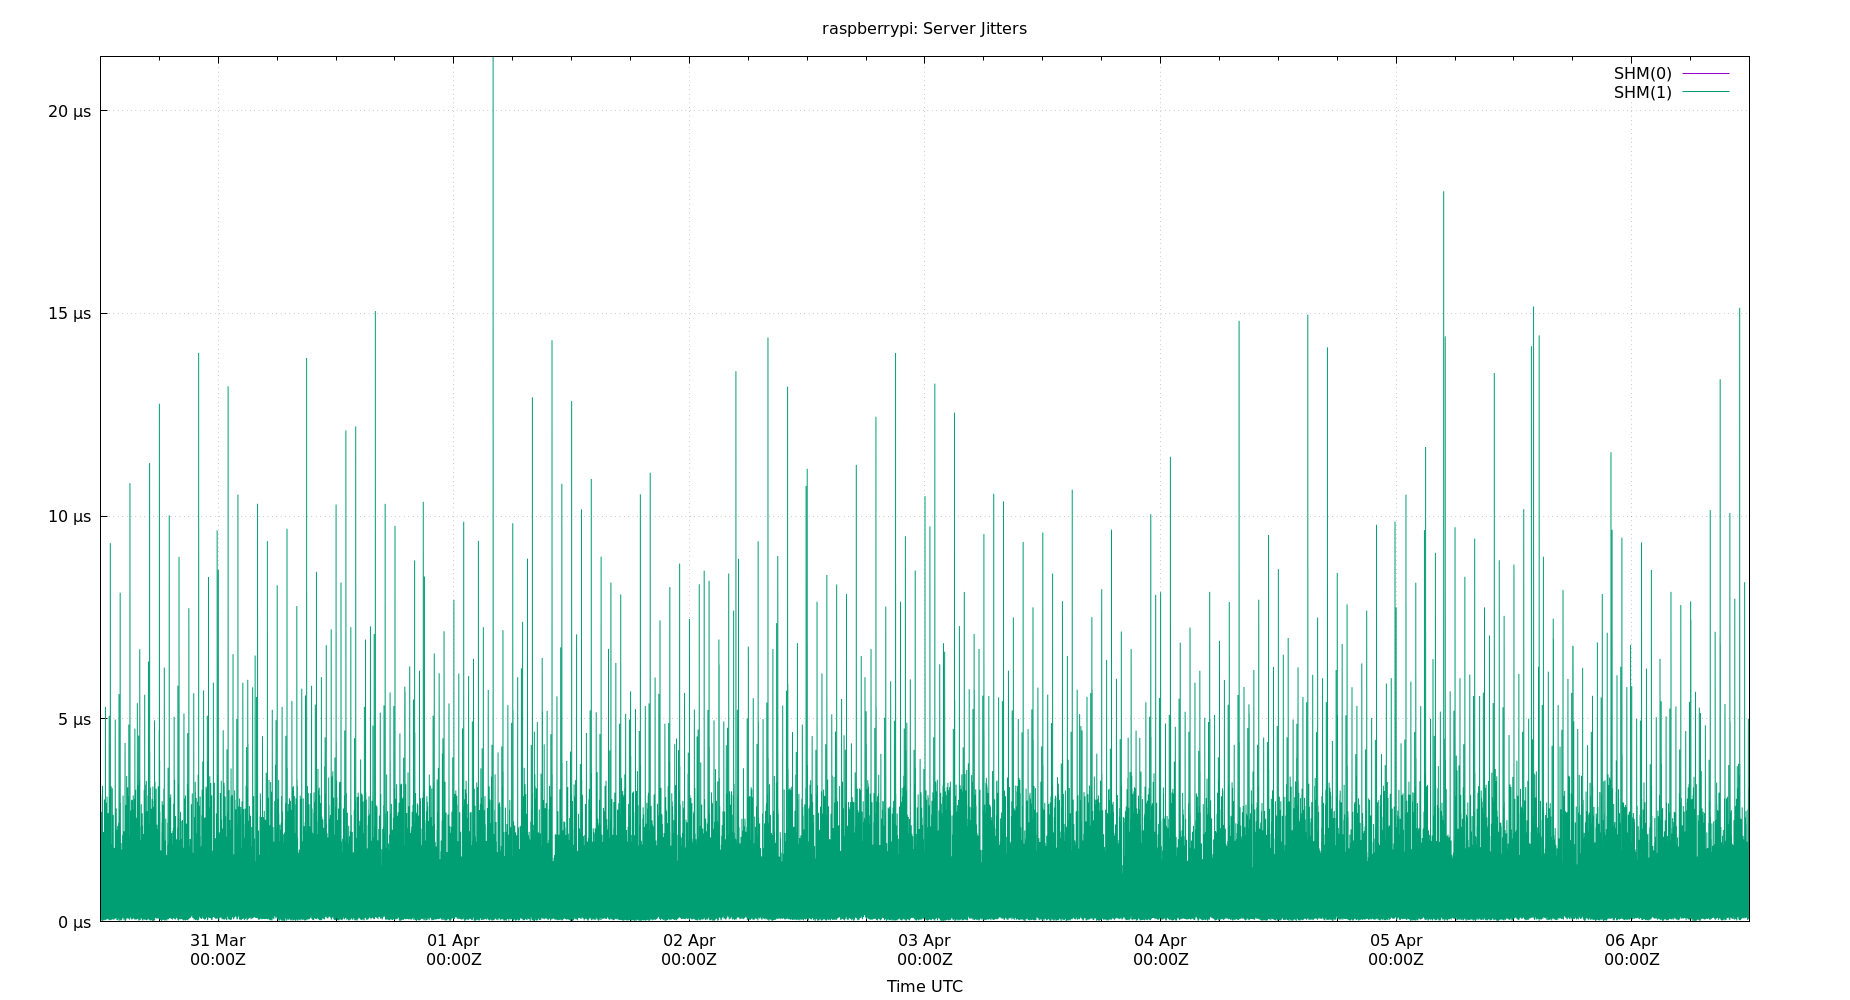 raspberrypi: Server Jitters
SHM(0)
SHM(1)
20 µs
15 µs
10 µs
5 µs
0 µs
31 Mar 01 Apr 02 Apr 03 Apr 04 Apr 05 Apr 06 Apr
00:00Z 00:00Z 00:00Z 00:00Z 00:00Z 00:00Z 00:00Z
Time UTC